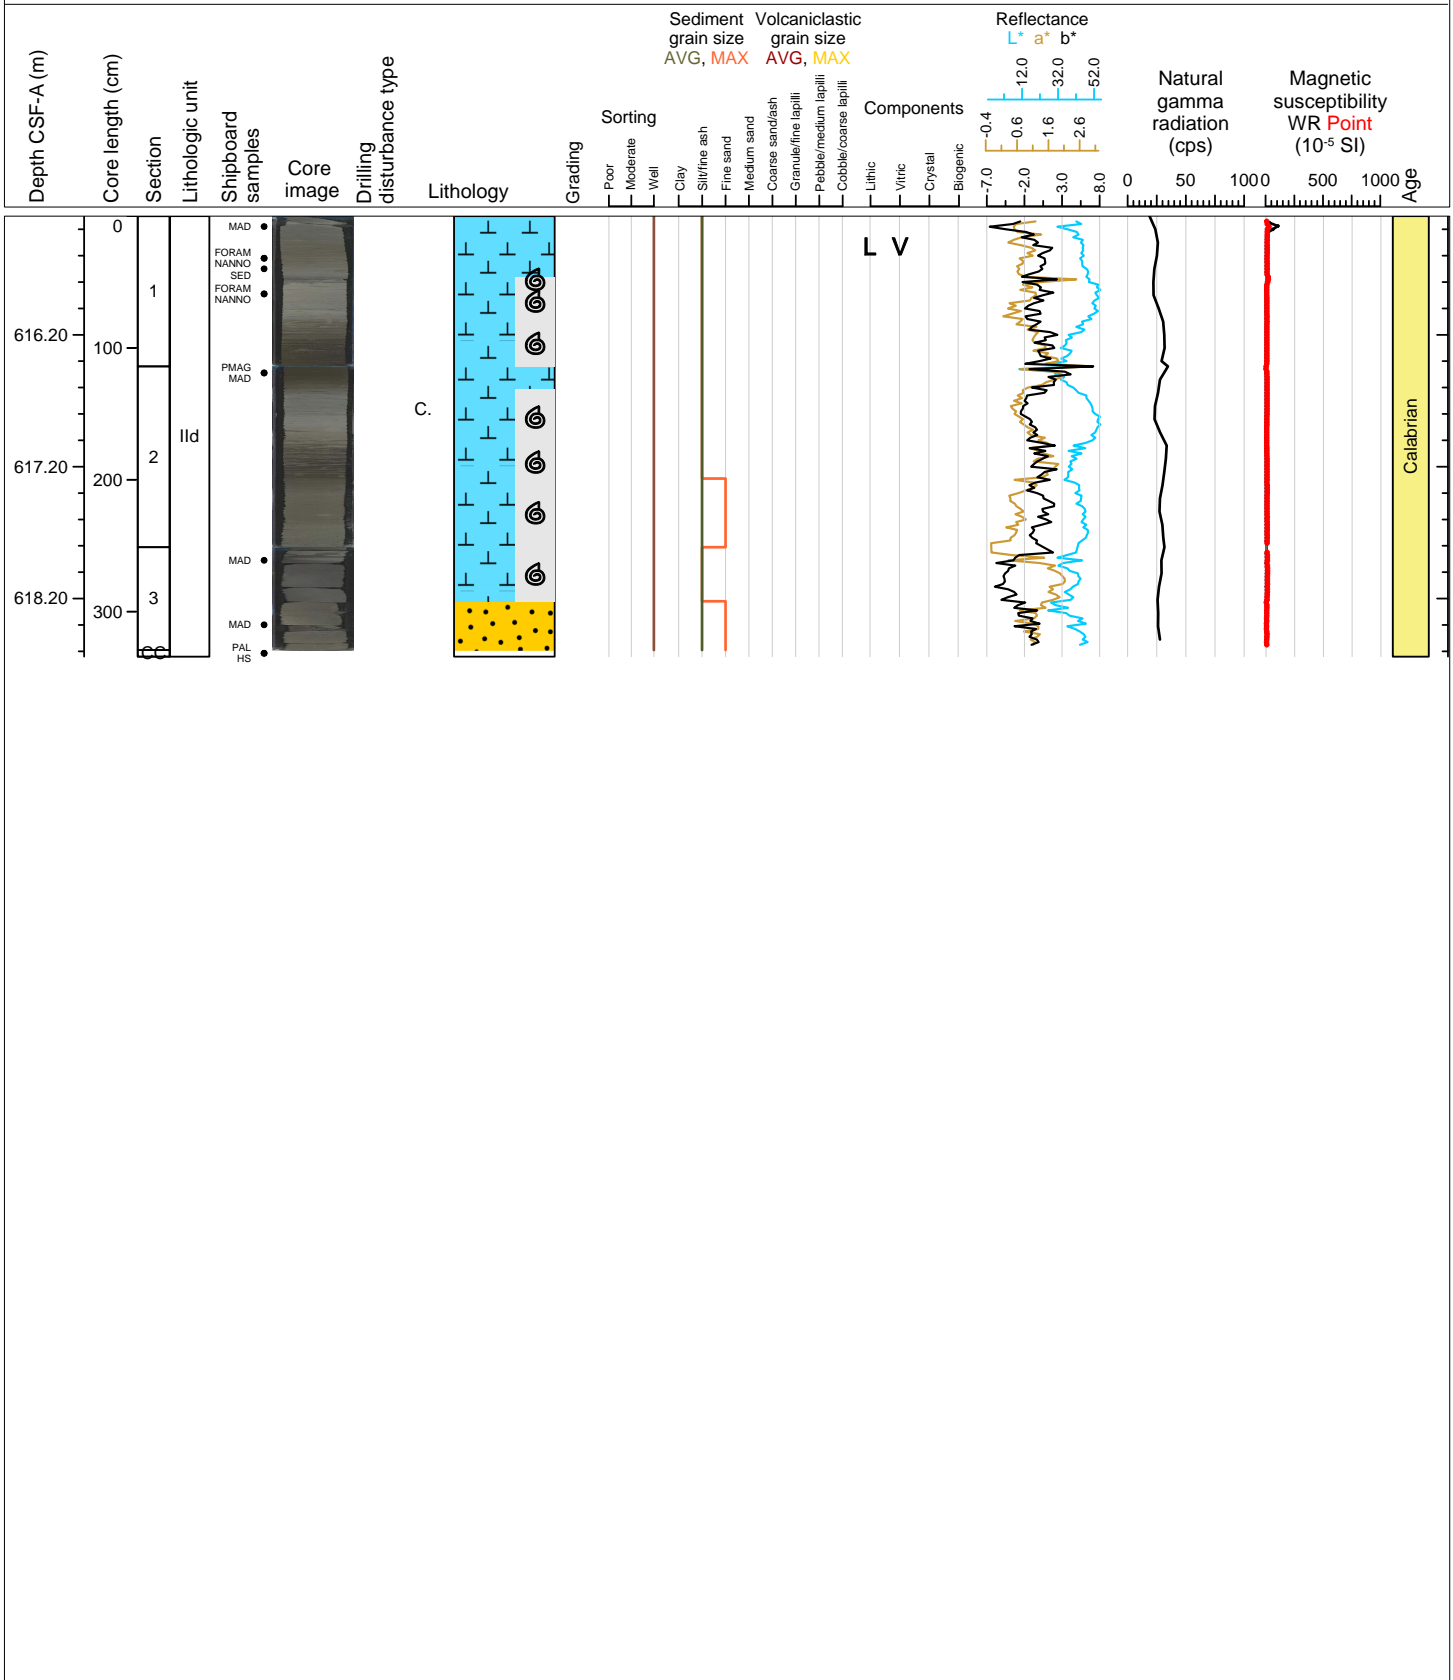 Depth CSF-A (m)
Core length (cm)
Section
Lithologic unit
Shipboard
samples
Core
image
Drilling
disturbance type
Lithology
Grading
Sorting
Poor
Moderate
Well
Sediment
grain size
AVG, MAX
Volcaniclastic
grain size
AVG, MAX
Clay
Silt/fine ash
Fine sand
Medium sand
Coarse sand/ash
Granule/fine lapilli
Pebble/medium lapilli
Cobble/coarse lapilli
Components
Lithic
Vitric
Crystal
Biogenic
Reflectance
L* a* b*
12.0 32.0 52.0
-0.4 0.6 1.6 2.6
-7.0 -2.0 3.0 8.0
Natural
gamma
radiation
(cps)
0 50 100
Magnetic
susceptibility
WR Point
(10-5 SI)
0 0 500 1000
Age
616.20
617.20
618.20
0
100
200
300
1
2
3
CC
IId
MAD
FORAM
NANNO
SED
FORAM
NANNO
PMAG
MAD
MAD
MAD
PAL
HS
C.
L V
Calabrian